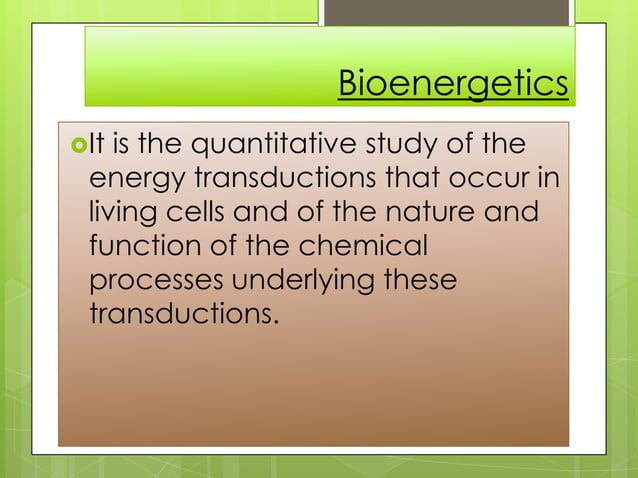 Bioenergetics
It is the quantitative study of the
energy transductions that occur in
living cells and of the nature and
function of the chemical
processes underlying these
transductions.